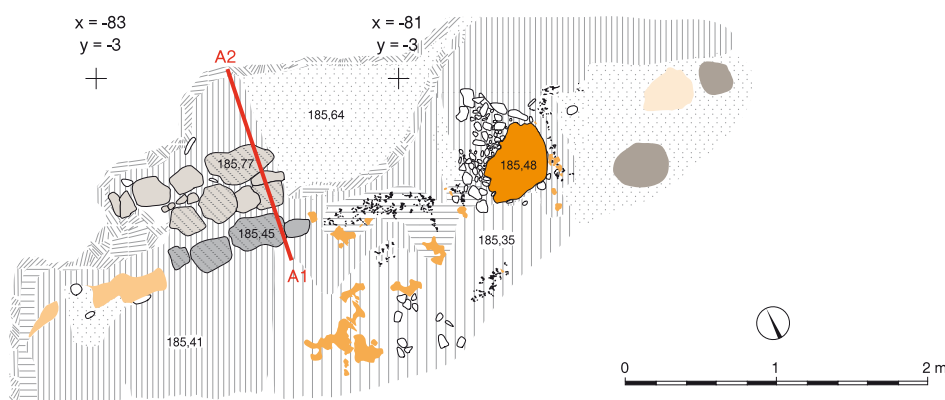 x = -83
y = -3
x = -81
y = -3
A2
185,64
185,77
185,48
185,45
185,35
A1
185,41
0
1
2 m